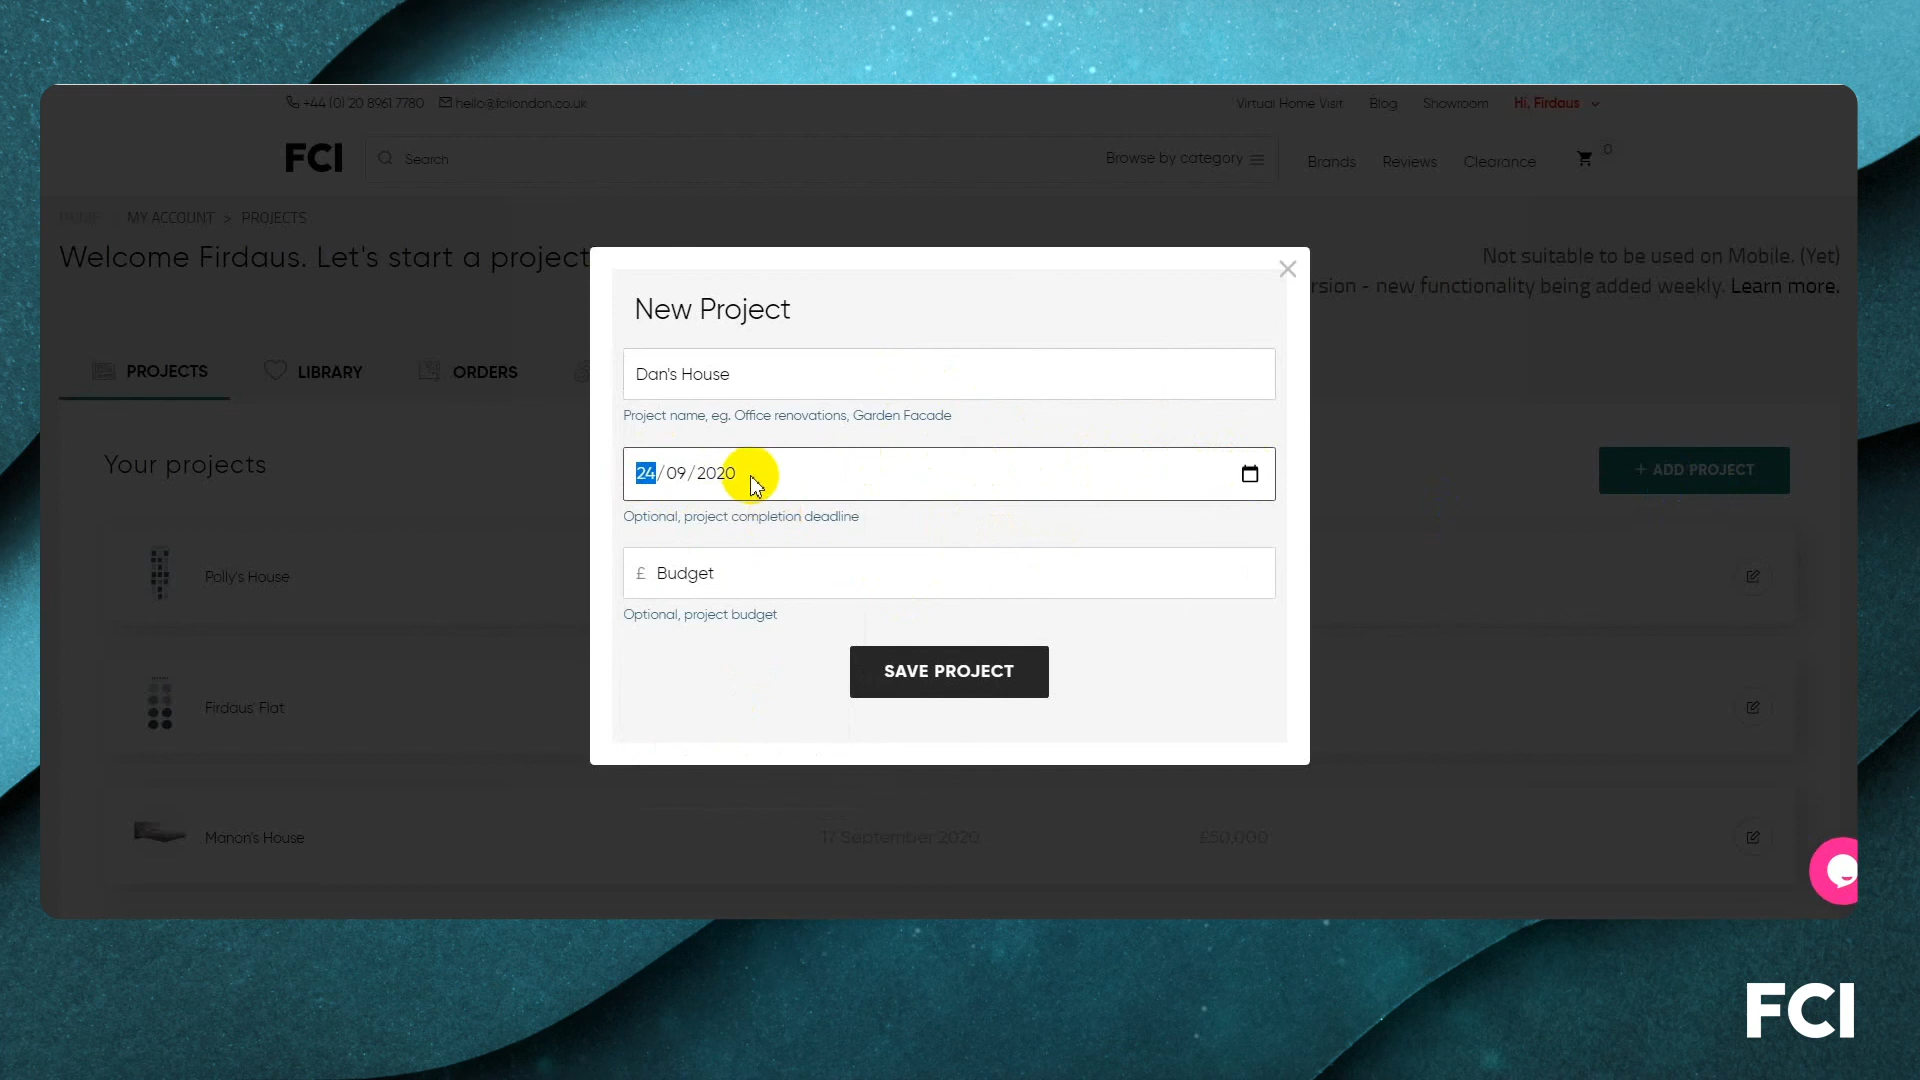 +44 (0) 20 8961 7780 hello@fcilondon.co.uk Virtual Home Visit Blog Showroom Hi, Firdaus
FCI Search Browse by category Brands Reviews Clearance 0
HOME MY ACCOUNT > PROJECTS
Welcome Firdaus. Let's start a project
Not suitable to be used on Mobile. (Yet)
rsion - new functionality being added weekly. Learn more.
PROJECTS LIBRARY ORDERS
Your projects
+ ADD PROJECT
Polly's House
Firdaus' Flat
Manon's House 17 September 2020 £50,000
New Project
Dan's House
Project name, eg. Office renovations, Garden Facade
24/09/2020
Optional, project completion deadline
£ Budget
Optional, project budget
SAVE PROJECT
FCI